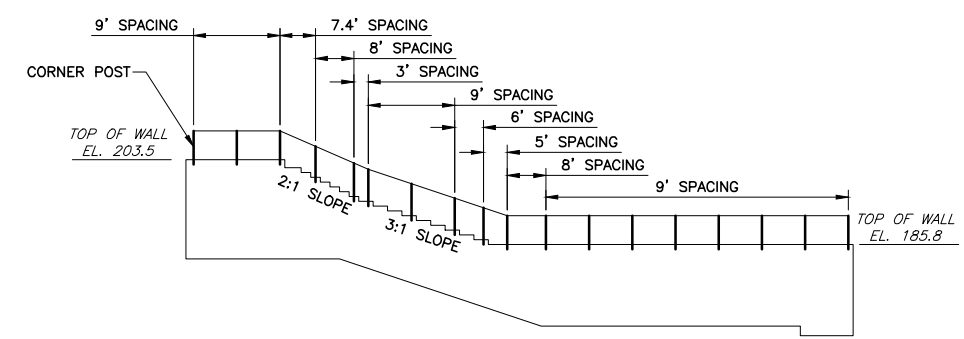 9' SPACING
7.4' SPACING
8' SPACING
CORNER POST
3' SPACING
9' SPACING
TOP OF WALL
EL. 203.5
6' SPACING
5' SPACING
8' SPACING
9' SPACING
2:1 SLOPE
3:1 SLOPE
TOP OF WALL
EL. 185.8